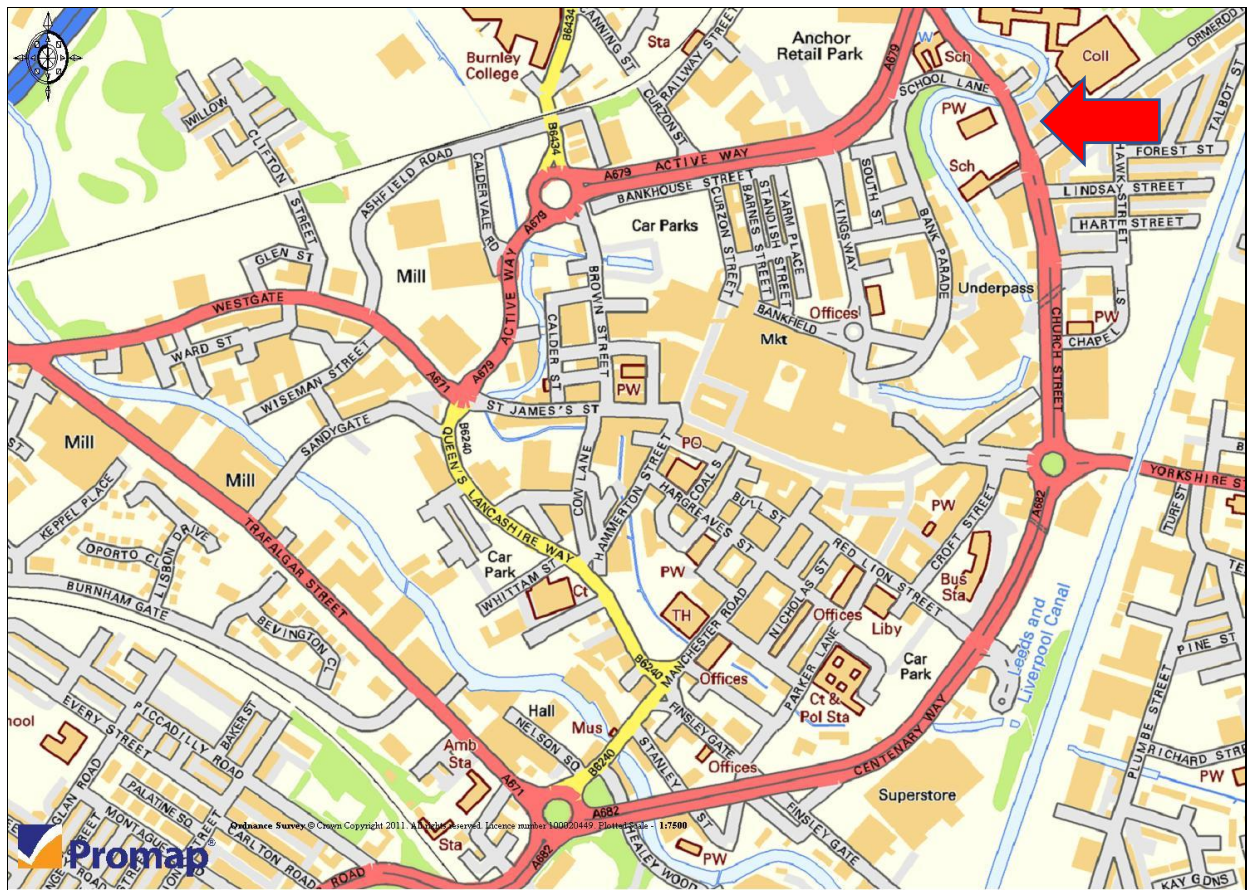 B6434
CANNING ST
Sta
RAILWAY STREET
Anchor
Retail Park
A679
W
Sch
Coll
Burnley
College
SCHOOL LANE
TALBOT ST
WILLOW
CURZON ST
PW
CLIFTON
STREET
B6434
ACTIVE WAY
FOREST ST
ASHFIELD ROAD
CALDERVALE RD
A679
BANKHOUSE STREET
Sch
LINDSAY STREET
SOUTH ST
HAWK STREET
HART STREET
Car Parks
CURZON STREET
BARNES STREET
STANDISH STREET
YARM PLACE
KINGSWAY
BANK PARADE
A679
GLEN ST
Mill
ACTIVE WAY
BROWN STREET
Underpass
WESTGATE
Offices
BANKFIELD
PW
CHAPEL ST
CHURCH STREET
Mkt
WARD ST
CALDER ST
WISEMAN STREET
A671
A679
PW
ST JAMES'S ST
SANDYGATE
B6240
QUEEN'S LANCASHIRE WAY
Mill
ST
PO
COW LANE
HAMMERTON STREET
COAL S
YORKSHIRE S
Mill
KEPPEL PLACE
HARGREAVES ST
BULL ST
PW
A682
TURF ST
CROFT STREET
TRAFALGAR STREET
OPORTO CL
LISBON DRIVE
RED LION STREET
Car
Park
WHITTAM ST
Ct
PW
NICHOLAS ST
Bus
Sta
BURNHAM GATE
BEVINGTON CL
TH
MANCHESTER ROAD
Offices
Liby
Leeds and
Liverpool Canal
PINE ST
PARKER LANE
Car
Park
B6240
Offices
Ct &
Pol Sta
PLUMBE STREET
hool
EVERY STREET
PICCADILLY
ROAD
BAKER ST
Hall
NELSON SQ
Mus
FINSLEY GATE
STANLEY
ST
Offices
CENTENARY WAY
RICHARD STRE
PW
Amb
Sta
A671
B6240
PALATINE SQ
MONTAGUE
Superstore
A682
FINSLEY GATE
Ordnance Survey © Crown Copyright 2011. All rights reserved. Licence number 100020449. Plotted Scale - 1:7500
Promap®
Sta
ROAD
A682
HEALEY WOOD
PW
KAY GDNS